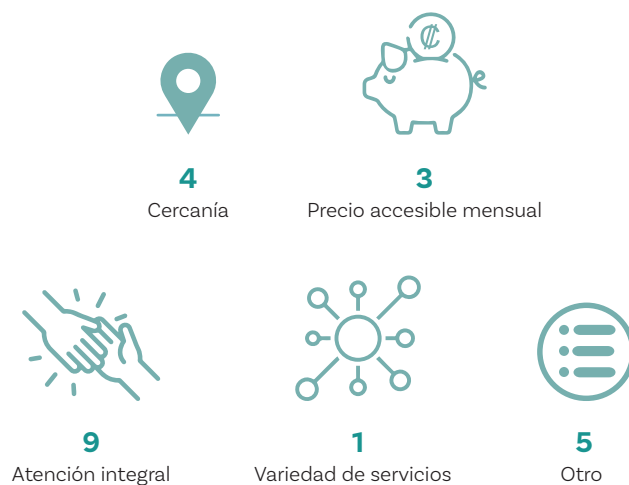 ₡
4
Cercanía
3
Precio accesible mensual
9
Atención integral
1
Variedad de servicios
5
Otro